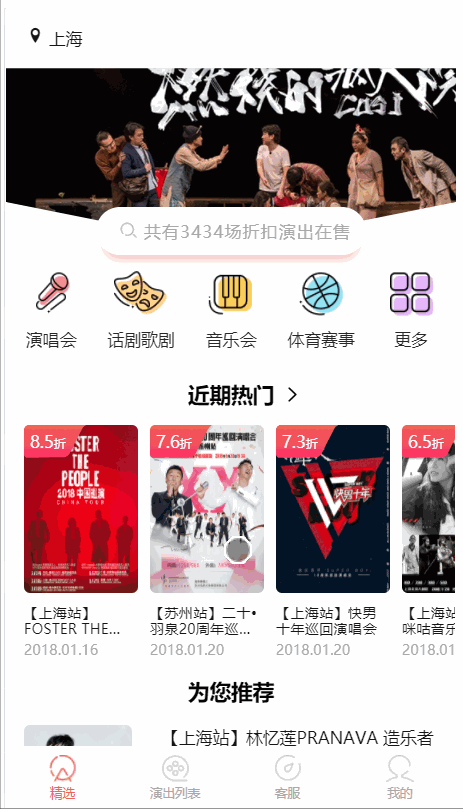 上海
燃烧的疯人院
共有3434场折扣演出在售
演唱会
话剧歌剧
音乐会
体育赛事
更多
近期热门
8.5折
7.6折
7.3折
6.5折
FOSTER
THE
PEOPLE
2018 中国巡演
CHINA TOUR
快男十年
【上海站】
FOSTER THE...
2018.01.16
【苏州站】二十•
羽泉20周年巡...
2018.01.20
【上海站】快男
十年巡回演唱会
2018.01.20
【上海站
咪咕音乐
2018.01
为您推荐
【上海站】林忆莲PRANAVA 造乐者
精选
演出列表
客服
我的